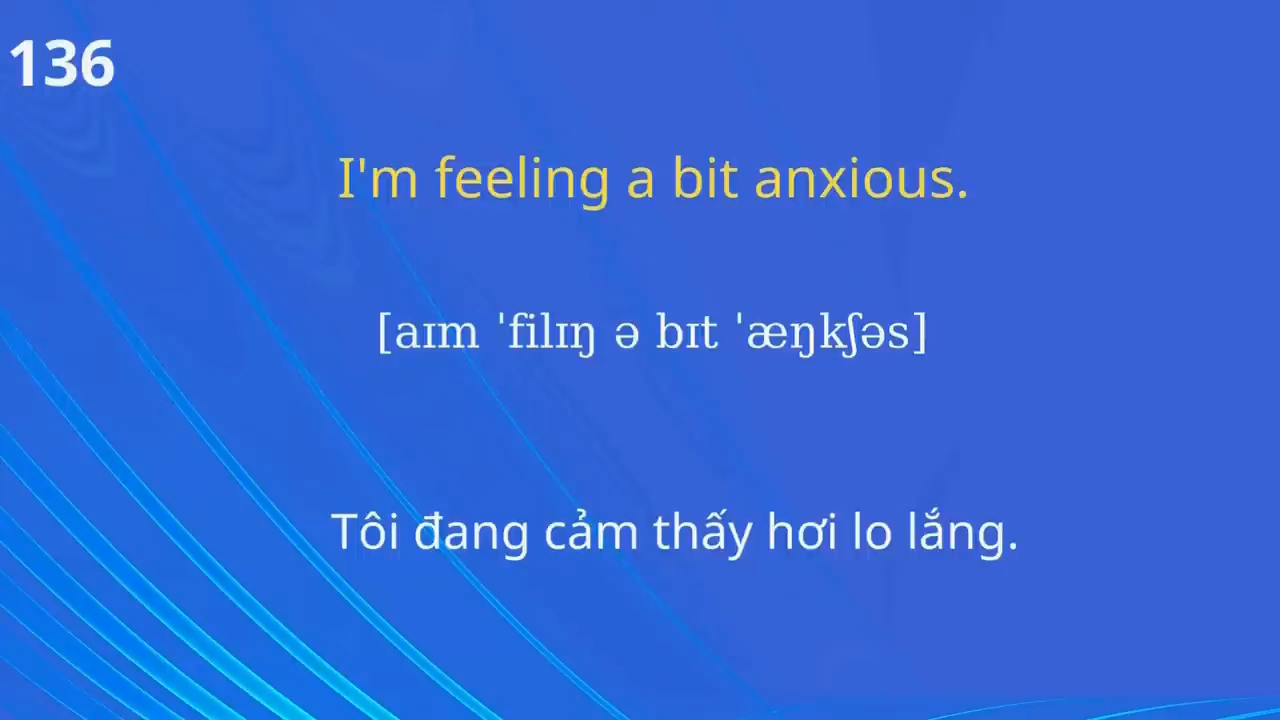 136
I'm feeling a bit anxious.
[aɪm ˈfilɪŋ ə bɪt ˈæŋkʃəs]
Tôi đang cảm thấy hơi lo lắng.